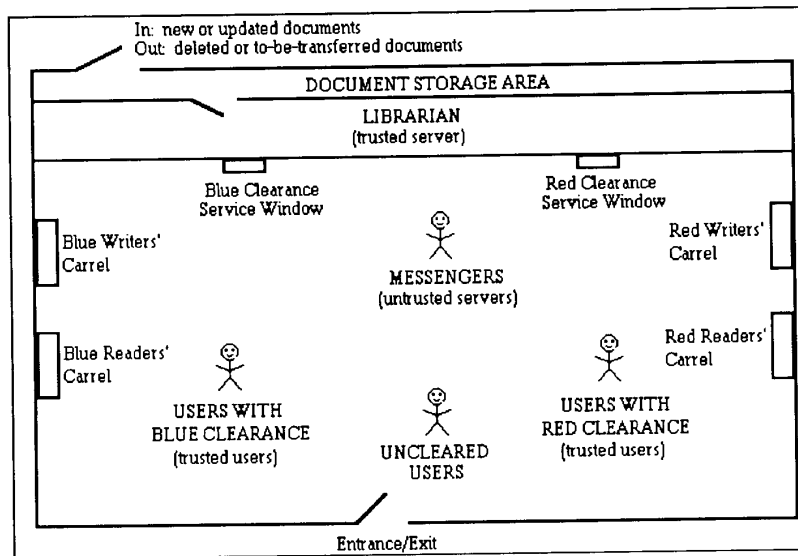 In: new or updated documents
Out: deleted or to-be-transferred documents
DOCUMENT STORAGE AREA
LIBRARIAN
(trusted server)
Blue Clearance
Service Window
Red Clearance
Service Window
Blue Writers'
Carrel
Red Writers'
Carrel
MESSENGERS
(untrusted servers)
Blue Readers'
Carrel
Red Readers'
Carrel
USERS WITH
BLUE CLEARANCE
(trusted users)
UNCLEARED
USERS
USERS WITH
RED CLEARANCE
(trusted users)
Entrance/Exit